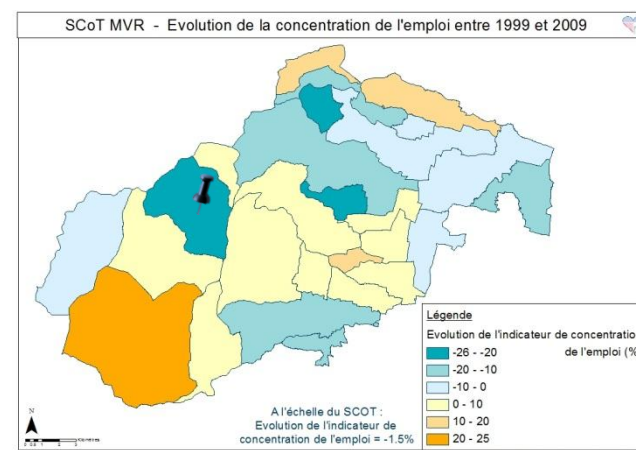 SCoT MVR - Evolution de la concentration de l'emploi entre 1999 et 2009
Légende
Evolution de l'indicateur de concentration
de l'emploi (%
-26 - -20
-20 - -10
-10 - 0
0 - 10
10 - 20
20 - 25
A l'échelle du SCOT :
Evolution de l'indicateur de
concentration de l'emploi = -1.5%
N